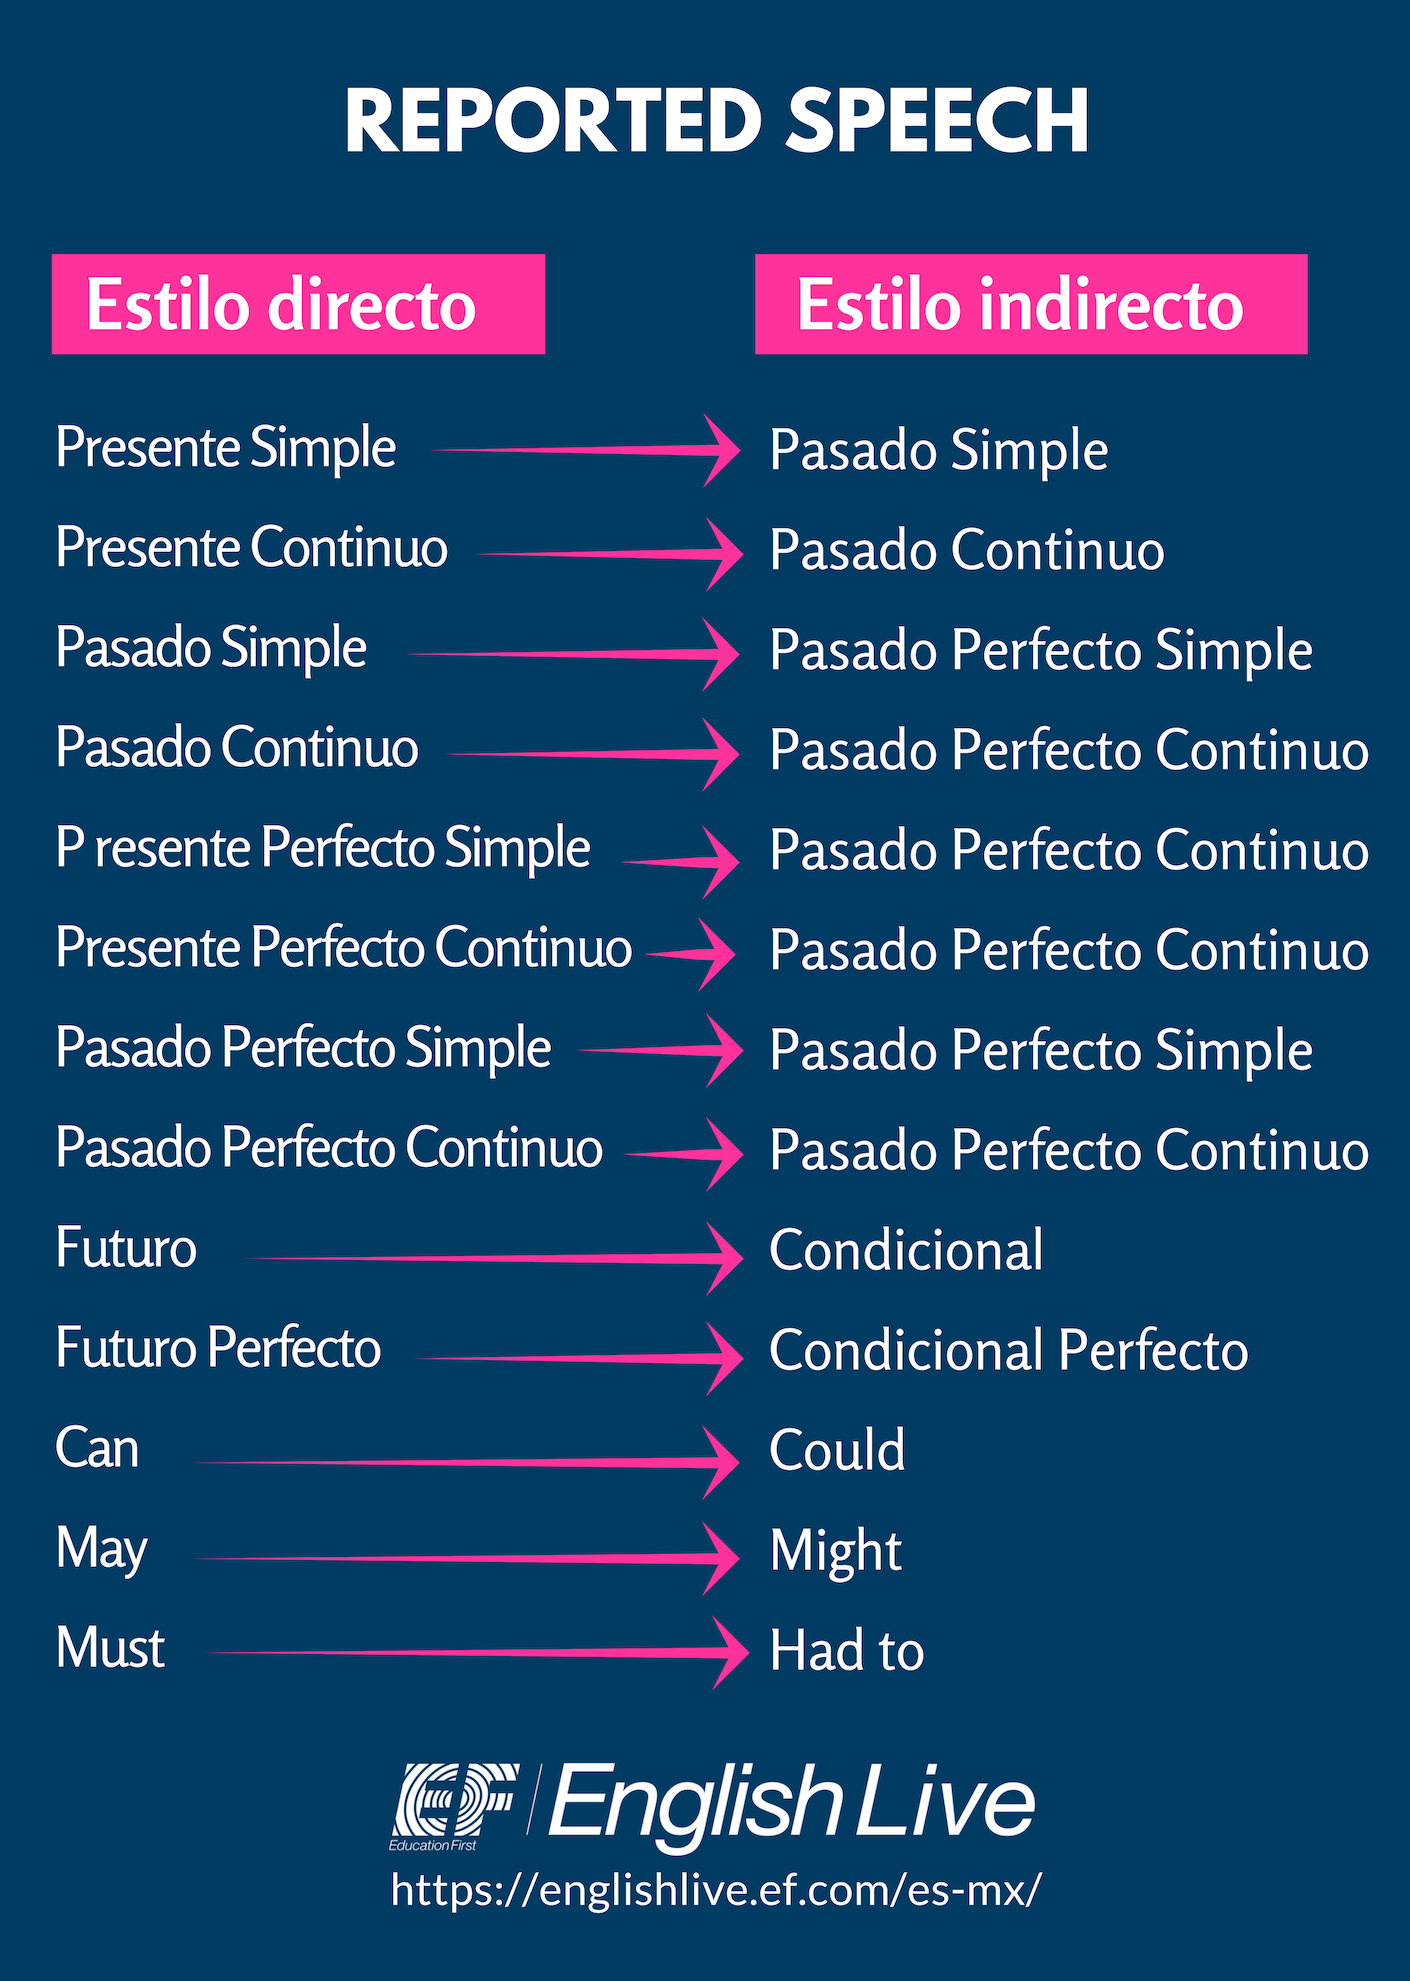 REPORTED SPEECH
Estilo directo Estilo indirecto
Presente Simple Pasado Simple
Presente Continuo Pasado Continuo
Pasado Simple Pasado Perfecto Simple
Pasado Continuo Pasado Perfecto Continuo
P resente Perfecto Simple Pasado Perfecto Continuo
Presente Perfecto Continuo Pasado Perfecto Continuo
Pasado Perfecto Simple Pasado Perfecto Simple
Pasado Perfecto Continuo Pasado Perfecto Continuo
Futuro Condicional
Futuro Perfecto Condicional Perfecto
Can Could
May Might
Must Had to
EF English Live
Education First
https://englishlive.ef.com/es-mx/